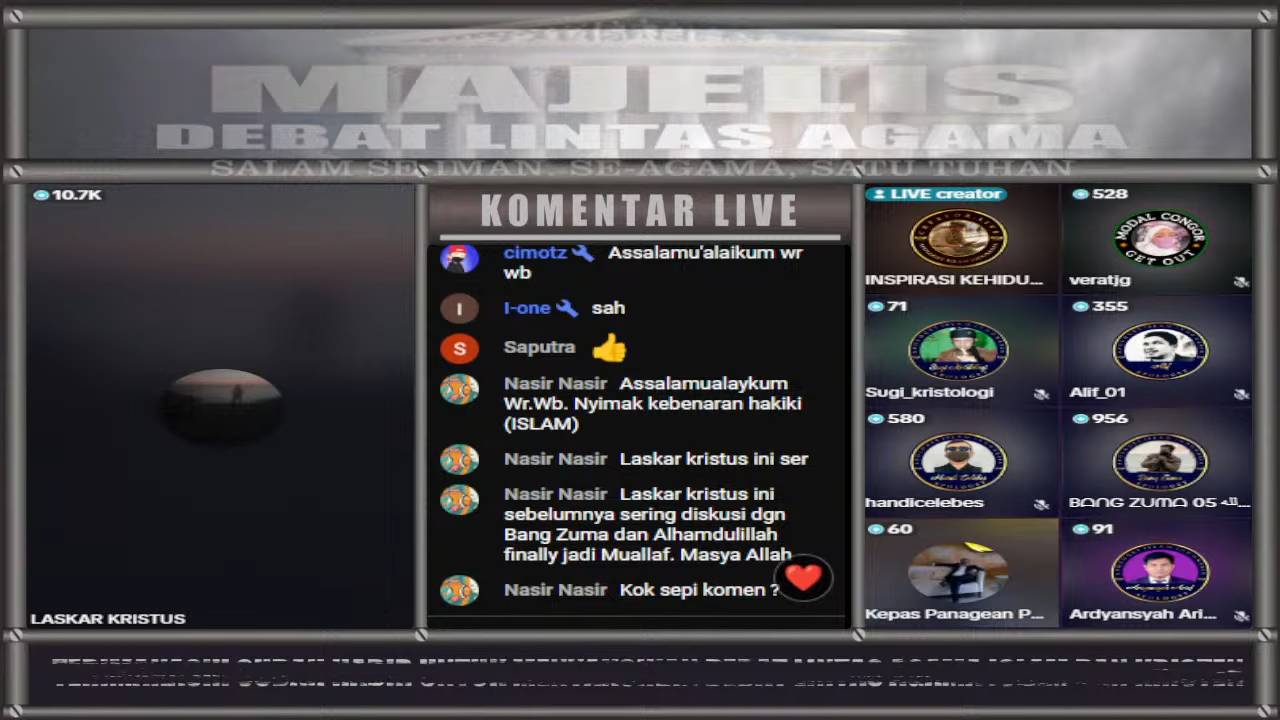 MAJELIS
DEBAT LINTAS AGAMA
SALAM SE-IMAN, SE-AGAMA, SATU TUHAN
10.7K
LASKAR KRISTUS
KOMENTAR LIVE
cimotz Assalamu'alaikum wr
wb
I
I-one sah
S
Saputra 👍
Nasir Nasir Assalamualaykum
Wr.Wb. Nyimak kebenaran hakiki
(ISLAM)
Nasir Nasir Laskar kristus ini ser
Nasir Nasir Laskar kristus ini
sebelumnya sering diskusi dgn
Bang Zuma dan Alhamdulillah
finally jadi Muallaf. Masya Allah
Nasir Nasir Kok sepi komen ?
LIVE creator
INSPIRASI KEHIDU...
528
MODAL CONGOR
GET OUT
veratjg
71
Sugi_kristologi
355
Alif_01
580
handicelebes
956
BANG ZUMA 05
60
Kepas Panagean P...
91
Ardyansyah Ari...